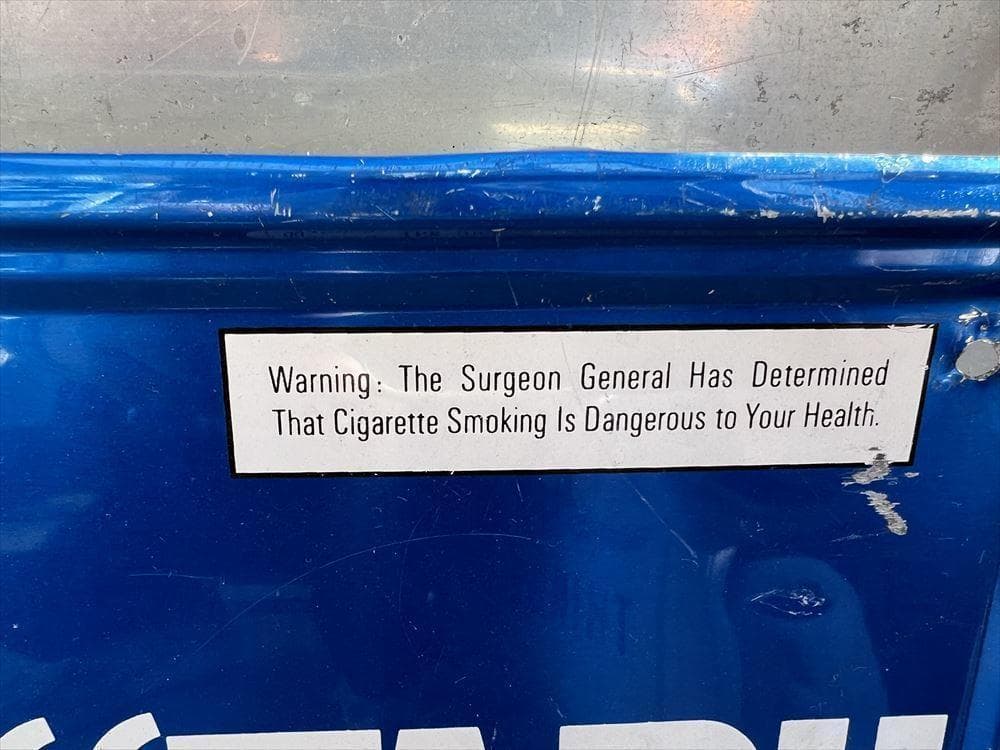 Warning: The Surgeon General Has Determined
That Cigarette Smoking Is Dangerous to Your Health.